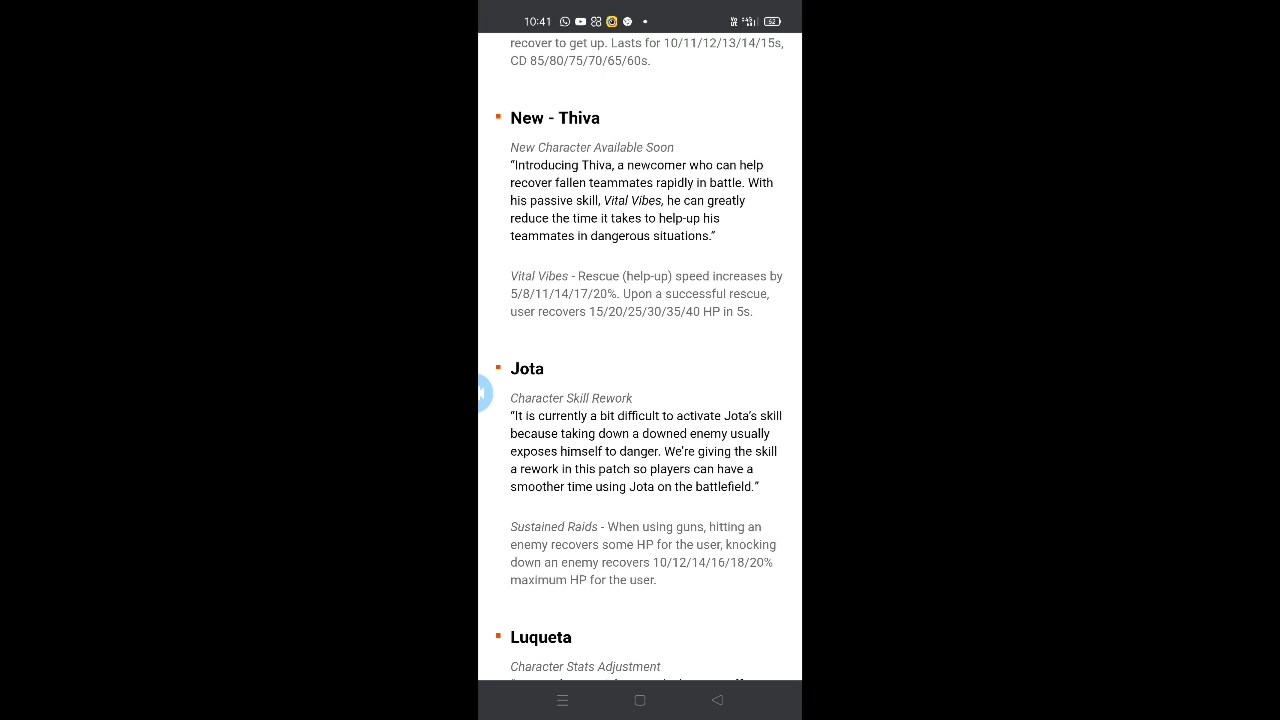 10:41
62
recover to get up. Lasts for 10/11/12/13/14/15s,
CD 85/80/75/70/65/60s.
New - Thiva
New Character Available Soon
“Introducing Thiva, a newcomer who can help
recover fallen teammates rapidly in battle. With
his passive skill, Vital Vibes, he can greatly
reduce the time it takes to help-up his
teammates in dangerous situations.”
Vital Vibes - Rescue (help-up) speed increases by
5/8/11/14/17/20%. Upon a successful rescue,
user recovers 15/20/25/30/35/40 HP in 5s.
Jota
Character Skill Rework
“It is currently a bit difficult to activate Jota’s skill
because taking down a downed enemy usually
exposes himself to danger. We’re giving the skill
a rework in this patch so players can have a
smoother time using Jota on the battlefield.”
Sustained Raids - When using guns, hitting an
enemy recovers some HP for the user, knocking
down an enemy recovers 10/12/14/16/18/20%
maximum HP for the user.
Luqueta
Character Stats Adjustment